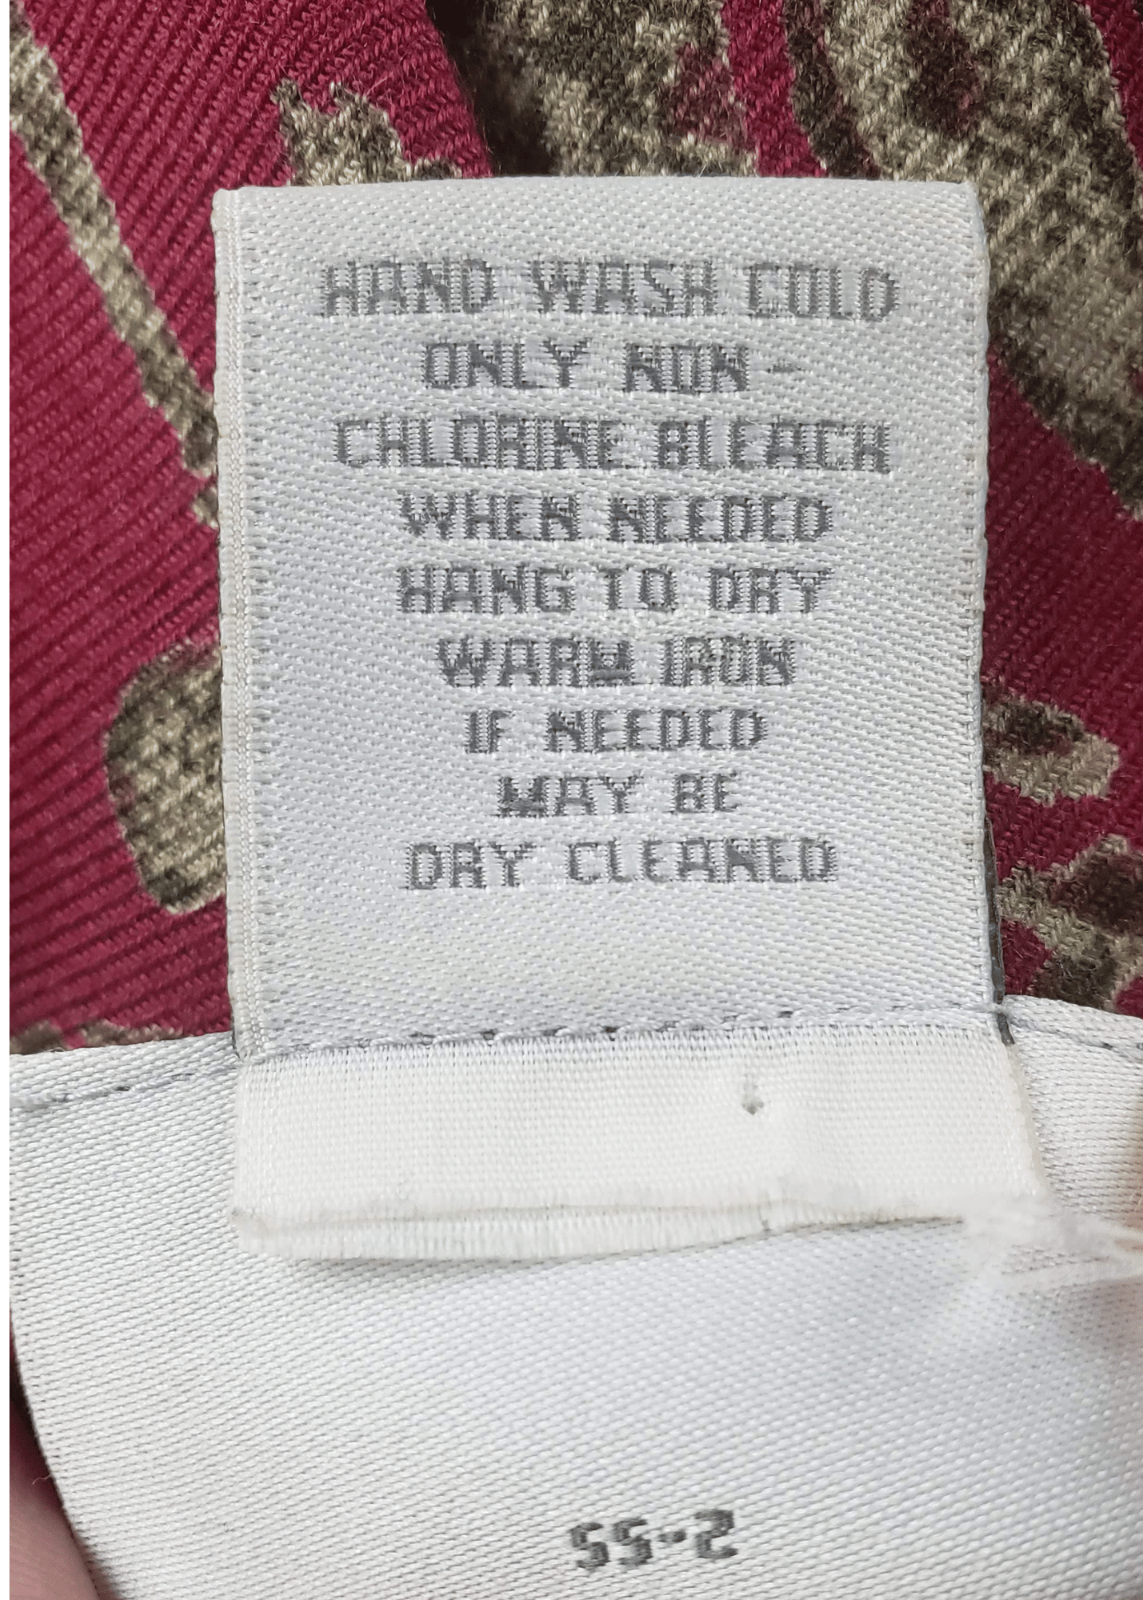 HAND WASH COLD
ONLY NON-
CHLORINE BLEACH
WHEN NEEDED
HANG TO DRY
WARM IRON
IF NEEDED
MAY BE
DRY CLEANED
55-2